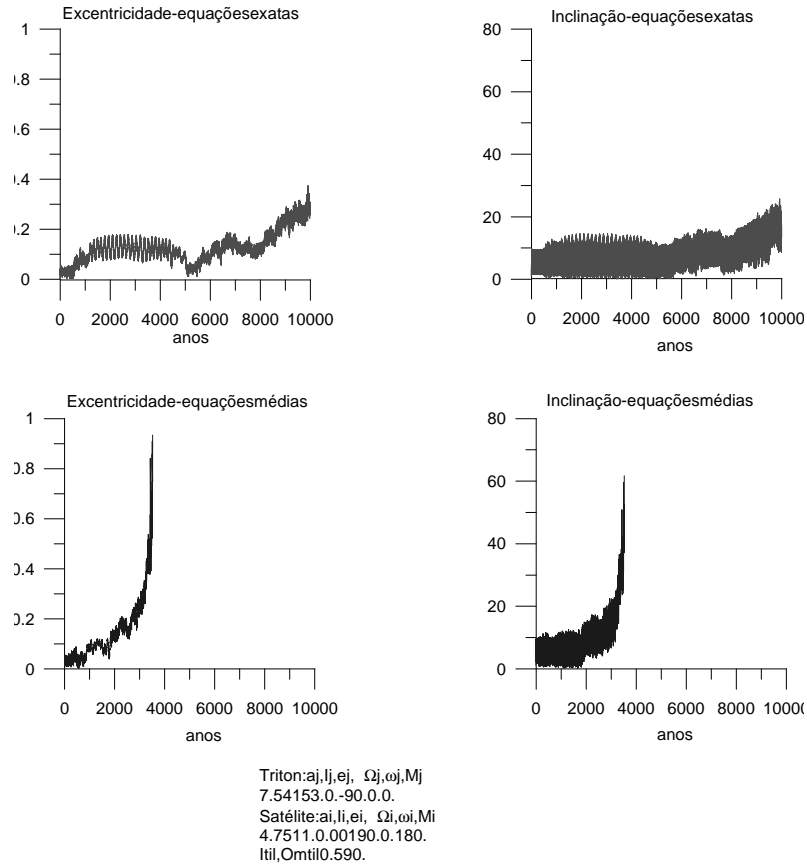 Excentricidade-equaçõesexatas
Inclinação-equaçõesexatas
1
80
0.8
60
0.6
40
0.4
20
0.2
0
0
0 2000 4000 6000 8000 10000
0 2000 4000 6000 8000 10000
anos
anos
Excentricidade-equaçõesmédias
Inclinação-equaçõesmédias
1
80
0.8
60
0.6
40
0.4
20
0.2
0
0
0 2000 4000 6000 8000 10000
0 2000 4000 6000 8000 10000
anos
anos
Triton:aj,Ij,ej, Ωj,ωj,Mj
7.54153.0.-90.0.0.
Satélite:ai,Ii,ei, Ωi,ωi,Mi
4.7511.0.00190.0.180.
Itil,Omtil0.590.